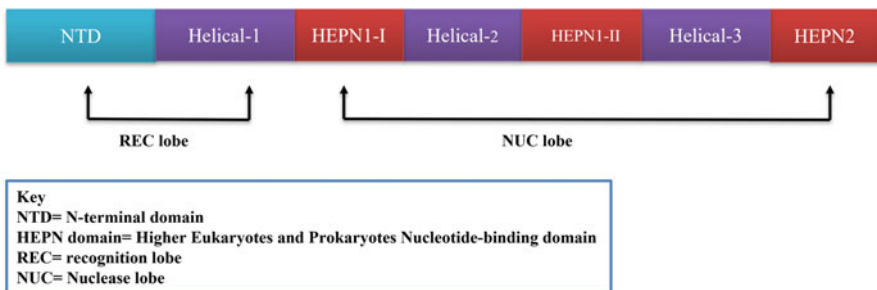 NTD Helical-1 HEPN1-I Helical-2 HEPN1-II Helical-3 HEPN2
REC lobe NUC lobe
Key
NTD= N-terminal domain
HEPN domain= Higher Eukaryotes and Prokaryotes Nucleotide-binding domain
REC= recognition lobe
NUC= Nuclease lobe